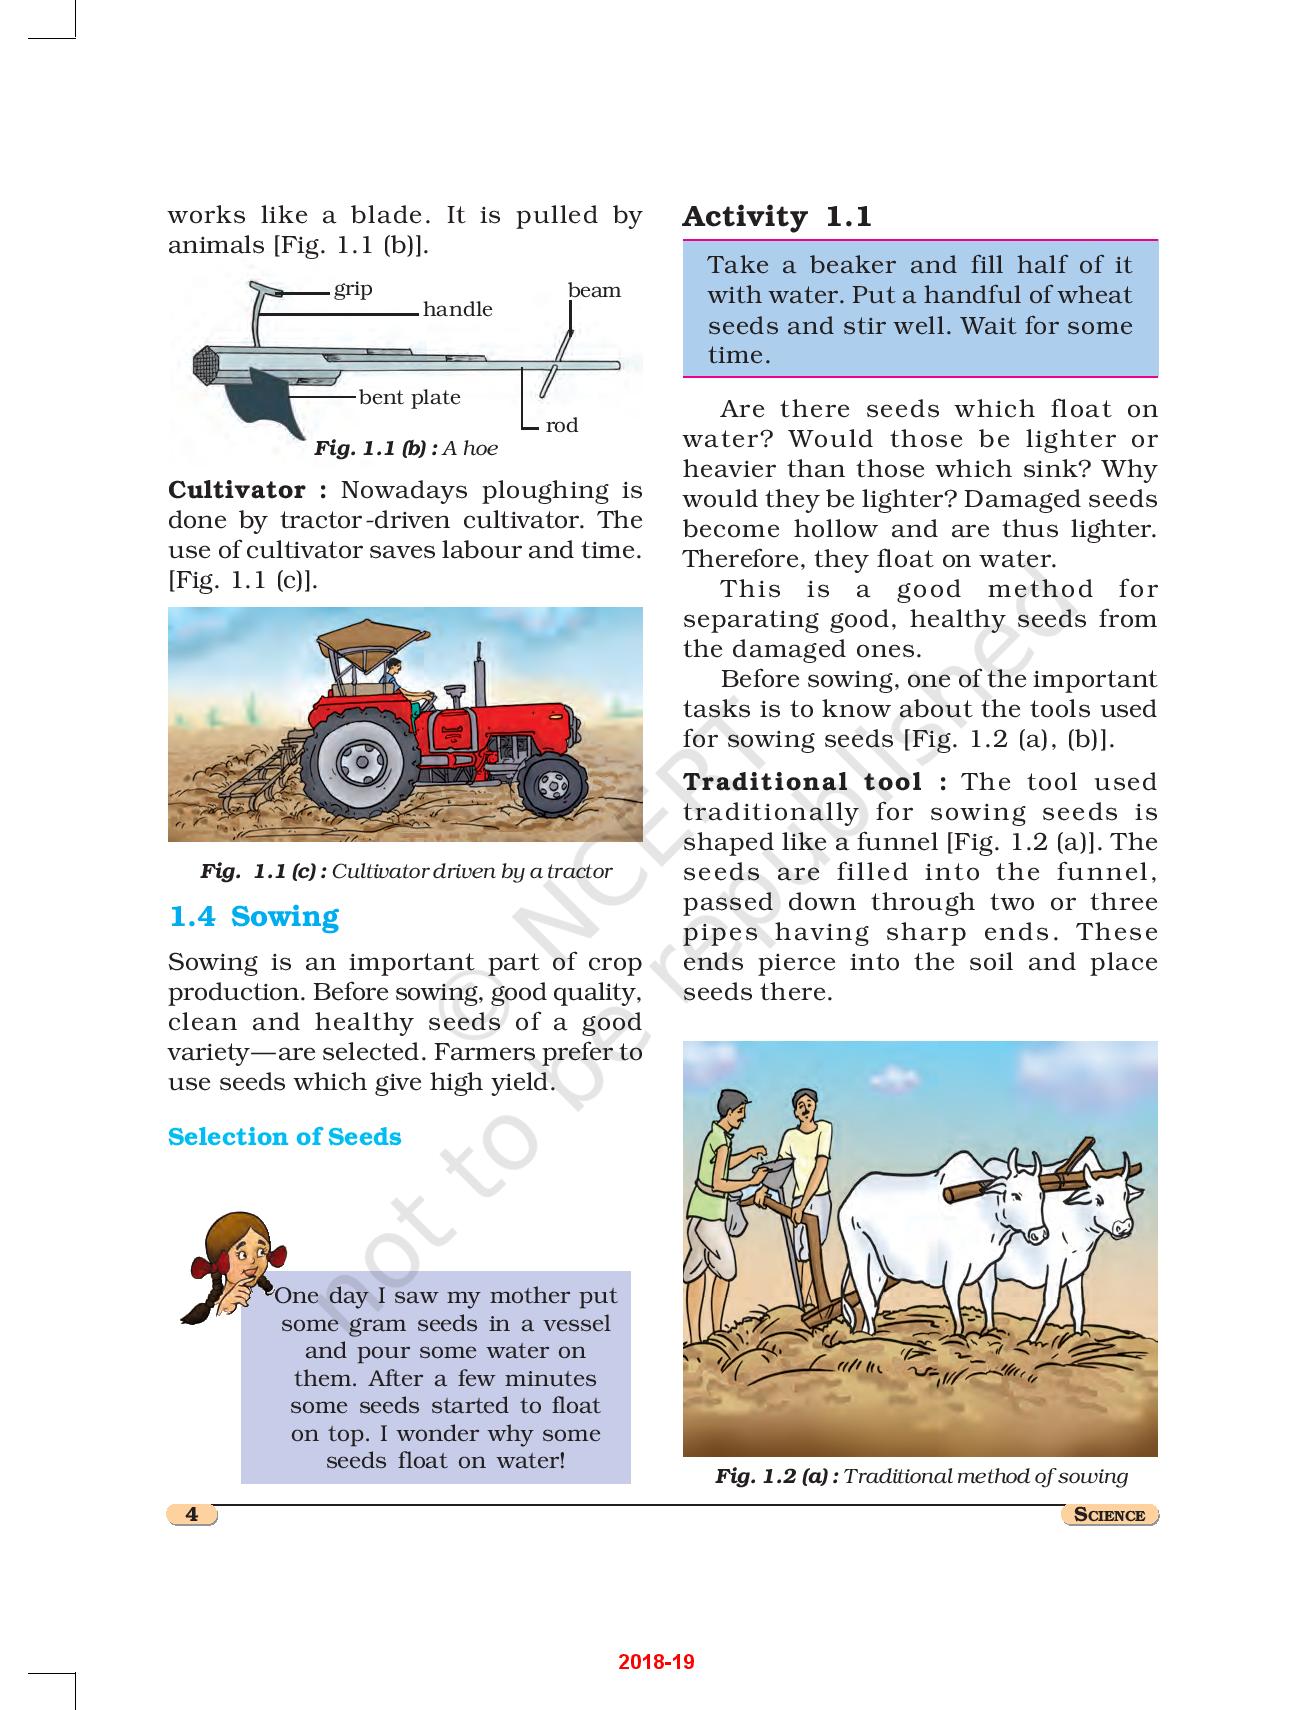 works like a blade. It is pulled by
animals [Fig. 1.1 (b)].
grip
handle
beam
bent plate
rod
Fig. 1.1 (b) : A hoe
Cultivator : Nowadays ploughing is
done by tractor-driven cultivator. The
use of cultivator saves labour and time.
[Fig. 1.1 (c)].
Fig. 1.1 (c) : Cultivator driven by a tractor
1.4 Sowing
Sowing is an important part of crop
production. Before sowing, good quality,
clean and healthy seeds of a good
variety—are selected. Farmers prefer to
use seeds which give high yield.
Selection of Seeds
One day I saw my mother put
some gram seeds in a vessel
and pour some water on
them. After a few minutes
some seeds started to float
on top. I wonder why some
seeds float on water!
Activity 1.1
Take a beaker and fill half of it
with water. Put a handful of wheat
seeds and stir well. Wait for some
time.
Are there seeds which float on
water? Would those be lighter or
heavier than those which sink? Why
would they be lighter? Damaged seeds
become hollow and are thus lighter.
Therefore, they float on water.
This is a good method for
separating good, healthy seeds from
the damaged ones.
Before sowing, one of the important
tasks is to know about the tools used
for sowing seeds [Fig. 1.2 (a), (b)].
Traditional tool : The tool used
traditionally for sowing seeds is
shaped like a funnel [Fig. 1.2 (a)]. The
seeds are filled into the funnel,
passed down through two or three
pipes having sharp ends. These
ends pierce into the soil and place
seeds there.
Fig. 1.2 (a) : Traditional method of sowing
© NCERT
not to be republished
4
SCIENCE
2018-19